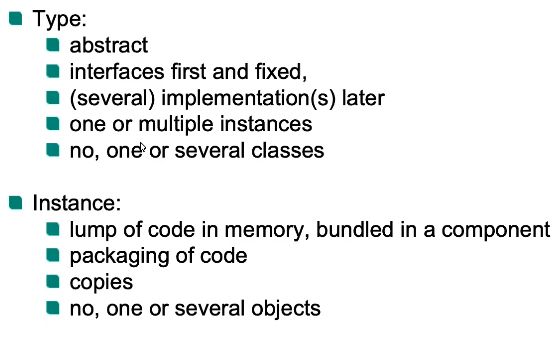 Type:
abstract
interfaces first and fixed,
(several) implementation(s) later
one or multiple instances
no, one or several classes
Instance:
lump of code in memory, bundled in a component
packaging of code
copies
no, one or several objects